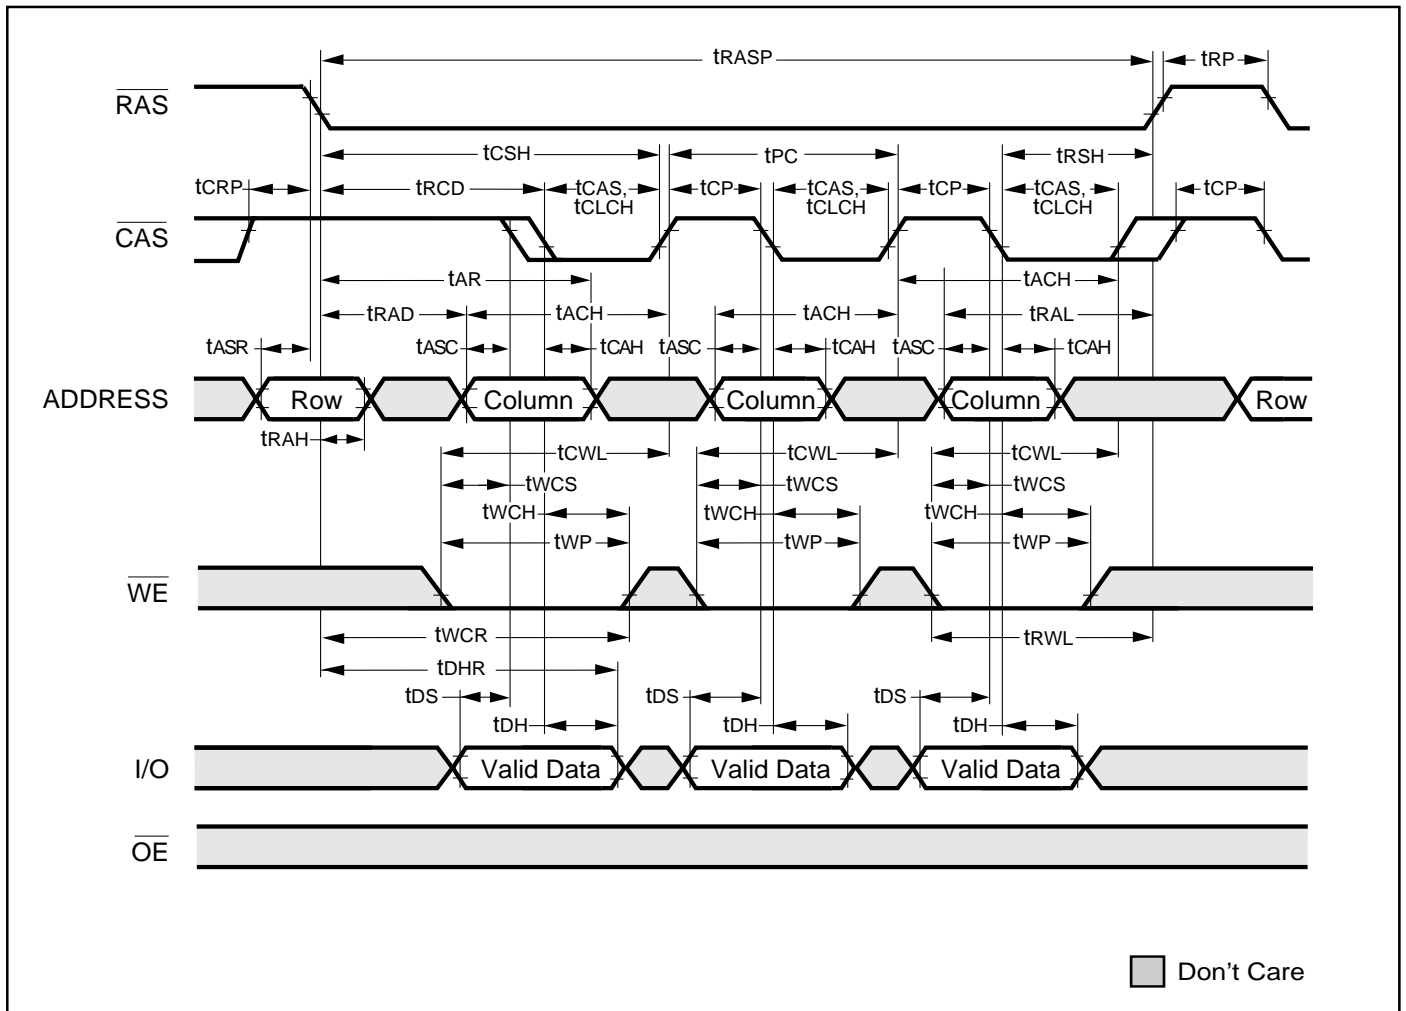 tRASP tRP
RAS
tCSH tPC tRSH
tCRP tRCD tCAS, tCP tCAS, tCP tCAS, tCP
tCLCH tCLCH tCLCH
CAS
tAR tACH
tRAD tACH tACH tRAL
tASR tASC tCAH tASC tCAH tASC tCAH
ADDRESS Row Column Column Column Row
tRAH
tCWL tCWL tCWL
tWCS tWCS tWCS
tWCH tWCH tWCH
tWP tWP tWP
WE
tWCR tRWL
tDHR
tDS tDS tDS
tDH tDH tDH
I/O Valid Data Valid Data Valid Data
OE
Don't Care